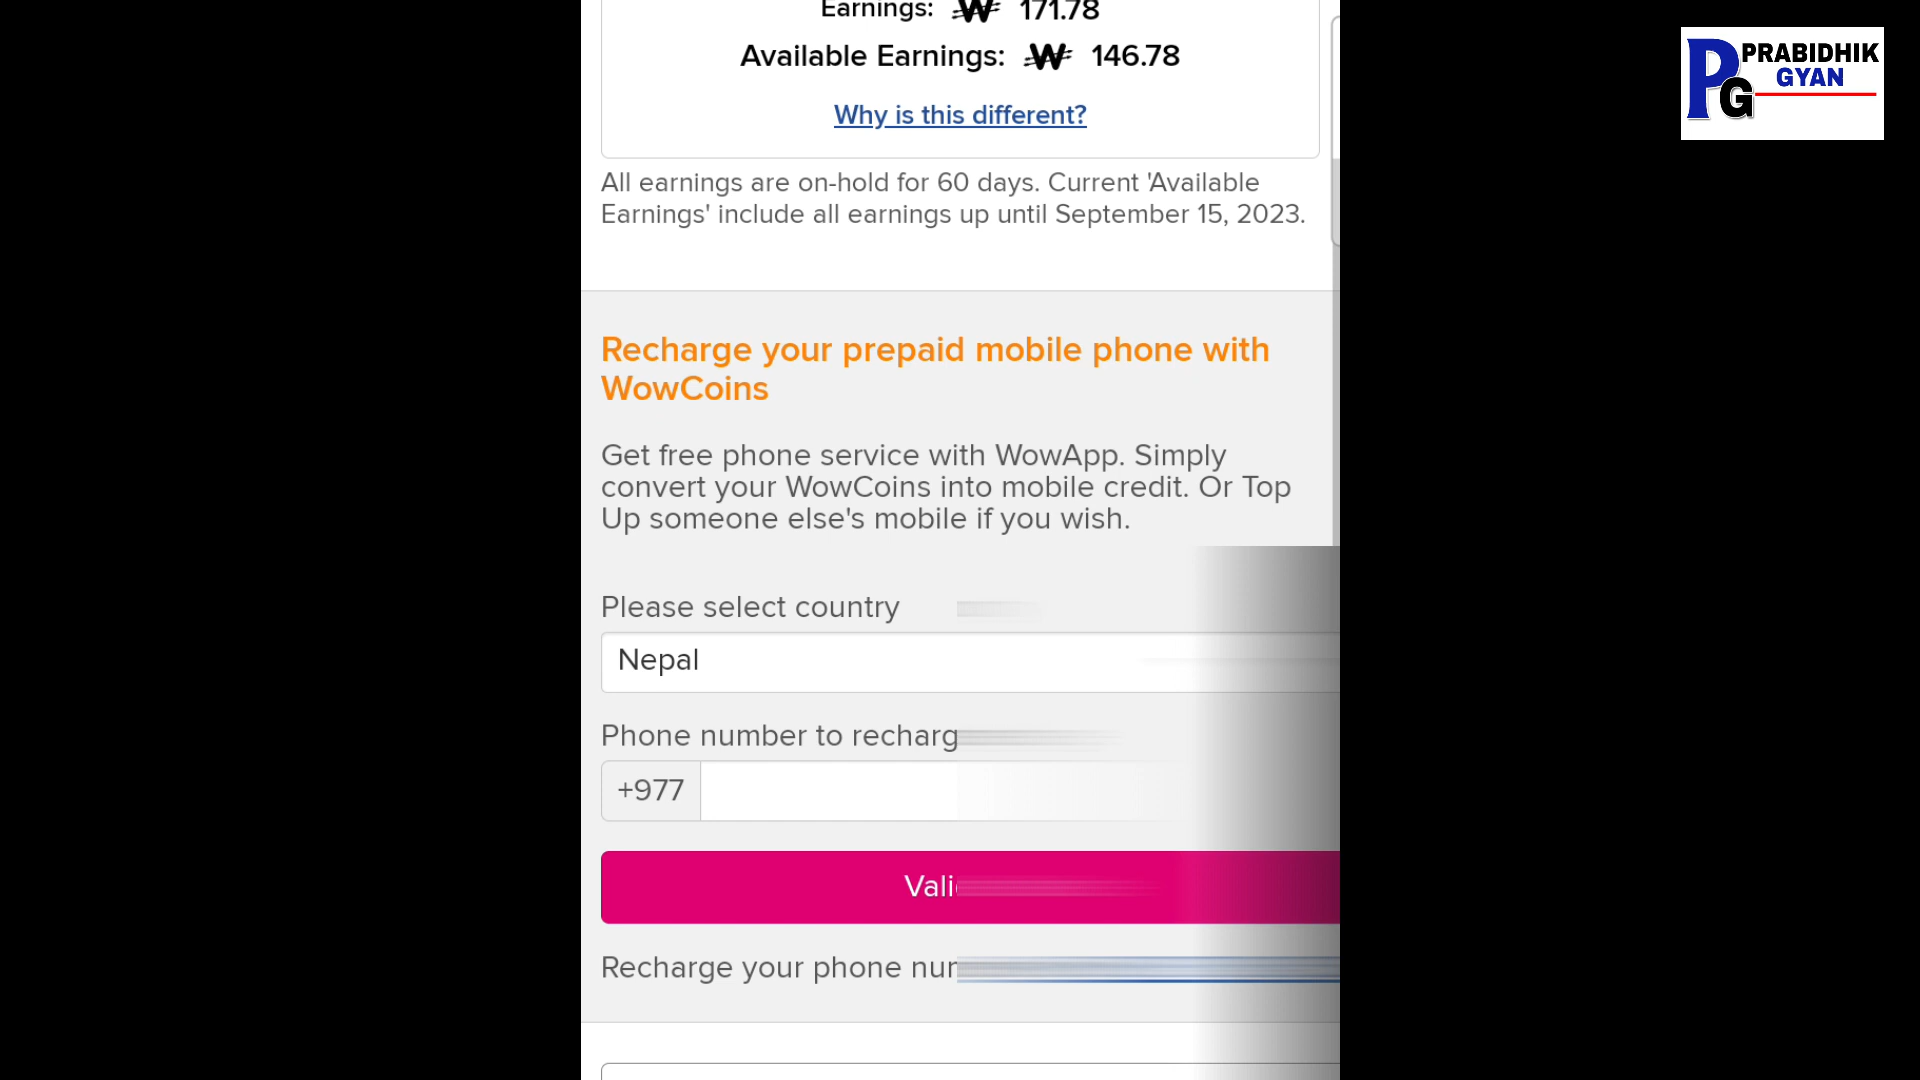 Earnings: W 171.78
Available Earnings: W 146.78
Why is this different?
All earnings are on-hold for 60 days. Current 'Available
Earnings' include all earnings up until September 15, 2023.
Recharge your prepaid mobile phone with
WowCoins
Get free phone service with WowApp. Simply
convert your WowCoins into mobile credit. Or Top
Up someone else's mobile if you wish.
Please select country
Nepal
Phone number to recharg
+977
Vali
Recharge your phone
PG PRABIDHIK
GYAN